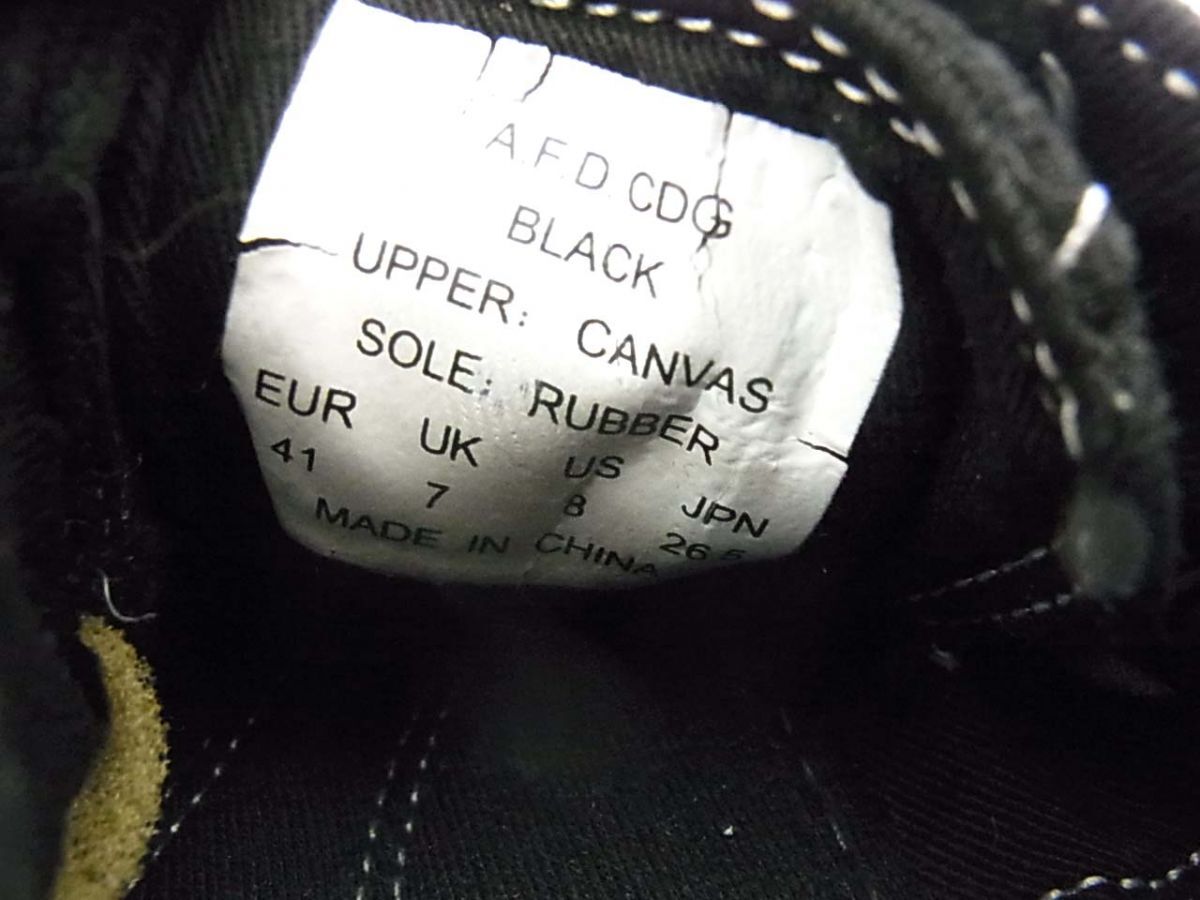 A.F.D.CDG
BLACK
UPPER: CANVAS
SOLE: RUBBER
EUR UK US JPN
41 7 8 26.5
MADE IN CHINA